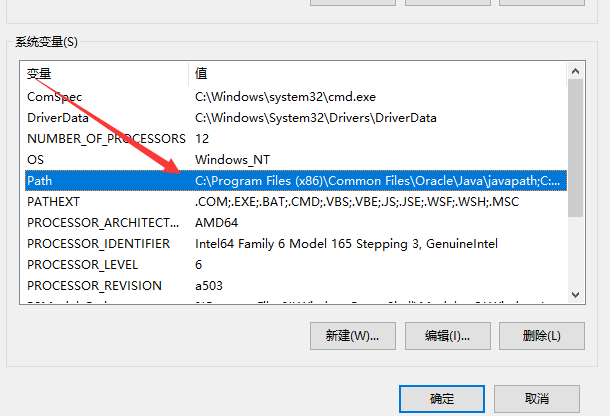 系统变量(S)
变量 值
ComSpec C:\Windows\system32\cmd.exe
DriverData C:\Windows\System32\Drivers\DriverData
NUMBER_OF_PROCESSORS 12
OS Windows_NT
Path C:\Program Files (x86)\Common Files\Oracle\Java\javapath;C:...
PATHEXT .COM;.EXE;.BAT;.CMD;.VBS;.VBE;.JS;.JSE;.WSF;.WSH;.MSC
PROCESSOR_ARCHITECT... AMD64
PROCESSOR_IDENTIFIER Intel64 Family 6 Model 165 Stepping 3, GenuineIntel
PROCESSOR_LEVEL 6
PROCESSOR_REVISION a503
新建(W)... 编辑(I)... 删除(L)
确定 取消